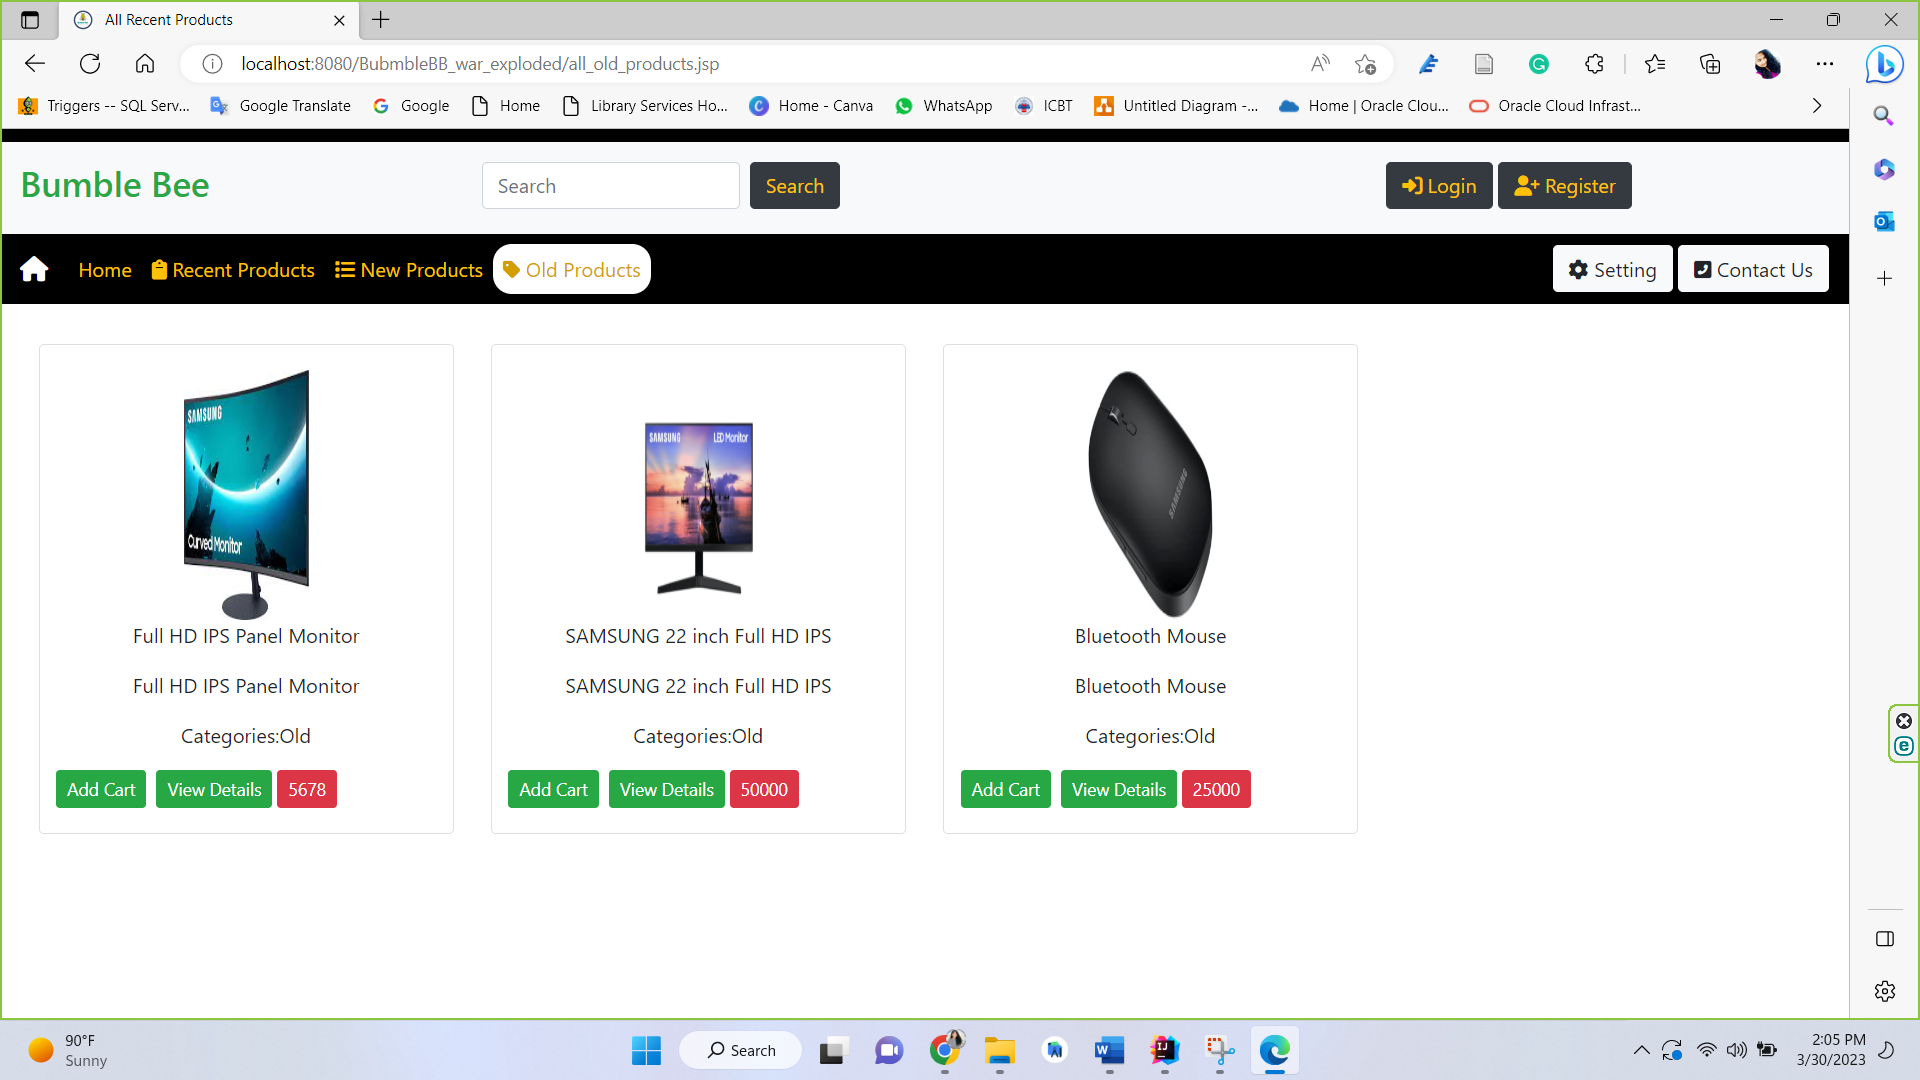 All Recent Products
localhost:8080/BubmbleBB_war_exploded/all_old_products.jsp
Triggers -- SQL Serv... Google Translate Google Home Library Services Ho... Home - Canva WhatsApp ICBT Untitled Diagram -... Home | Oracle Clou... Oracle Cloud Infrast...
Bumble Bee Search Search Login Register
Home Recent Products New Products Old Products Setting Contact Us
SAMSUNG
Curved Monitor
SAMSUNG LED Monitor
SAMSUNG
Full HD IPS Panel Monitor SAMSUNG 22 inch Full HD IPS Bluetooth Mouse
Full HD IPS Panel Monitor SAMSUNG 22 inch Full HD IPS Bluetooth Mouse
Categories:Old Categories:Old Categories:Old
Add Cart View Details 5678 Add Cart View Details 50000 Add Cart View Details 25000
90°F
Sunny
Search
2:05 PM
3/30/2023